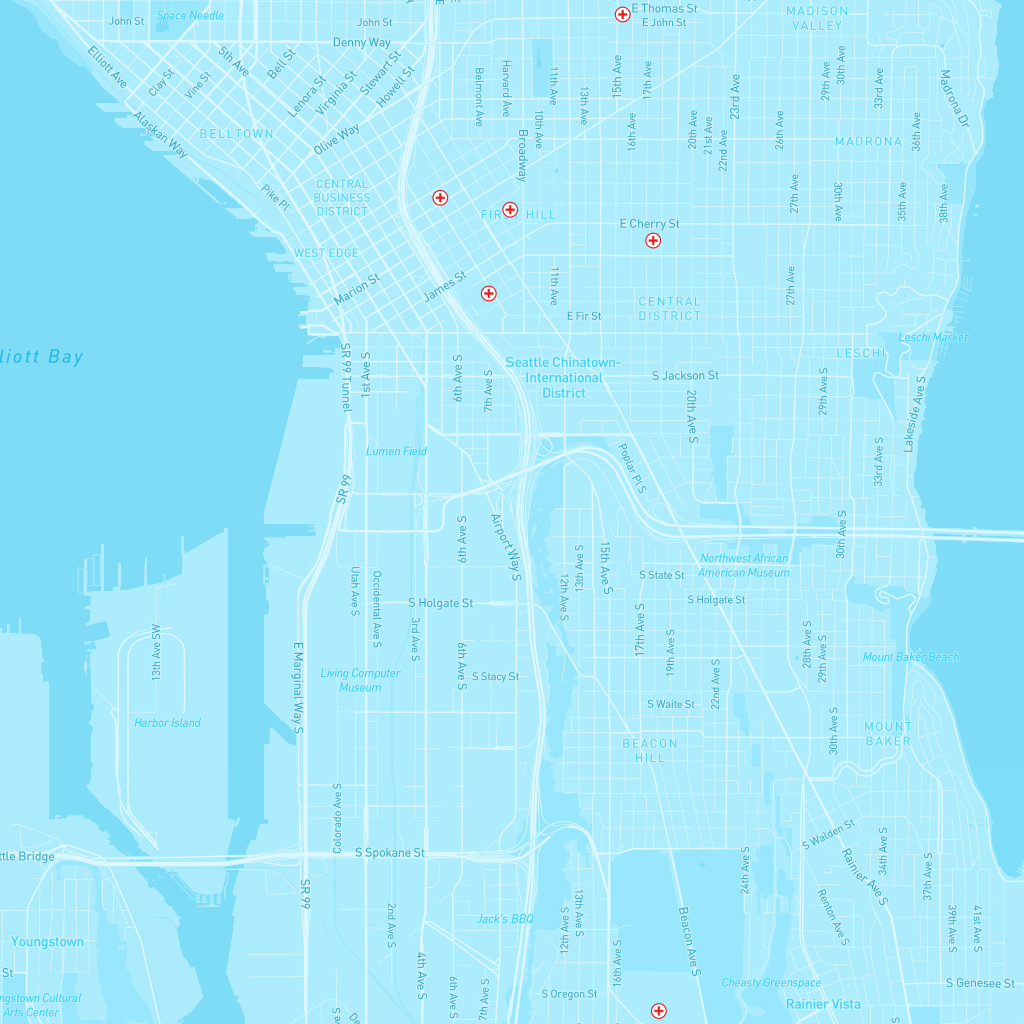 John St
Space Needle
John St
E
E Thomas St
E John St
MADISON
VALLEY
Denny Way
Elliott Ave
Clay St
Vine St
5th Ave
Bell St
Lenora St
Virginia St
Stewart St
Howell St
Belmont Ave
Harvard Ave
11th Ave
10th Ave
13th Ave
15th Ave
17th Ave
16th Ave
23rd Ave
20th Ave
21st Ave
22nd Ave
26th Ave
29th Ave
30th Ave
33rd Ave
36th Ave
Madrona Dr
Alaskan Way
BELLTOWN
Olive Way
Broadway
MADRONA
Pike Pl
CENTRAL
BUSINESS
DISTRICT
FIRST HILL
E Cherry St
27th Ave
30th Ave
35th Ave
38th Ave
WEST EDGE
Marion St
James St
11th Ave
E Fir St
CENTRAL
DISTRICT
27th Ave
Leschi Market
LESCHI
lliott Bay
SR 99 Tunnel
1st Ave S
6th Ave S
7th Ave S
Seattle Chinatown-
International
District
S Jackson St
20th Ave S
29th Ave S
Lakeside Ave S
Lumen Field
Poplar Pl S
33rd Ave S
SR 99
6th Ave S
Airport Way S
30th Ave S
Northwest African
American Museum
Utah Ave S
Occidental Ave S
12th Ave S
13th Ave S
15th Ave S
S State St
S Holgate St
S Holgate St
13th Ave SW
3rd Ave S
6th Ave S
17th Ave S
19th Ave S
22nd Ave S
28th Ave S
29th Ave S
Mount Baker Beach
E Marginal Way S
Living Computer
Museum
S Stacy St
S Waite St
Harbor Island
30th Ave S
MOUNT
BAKER
BEACON
HILL
Colorado Ave S
S Walden St
ttle Bridge
S Spokane St
24th Ave S
Rainier Ave S
34th Ave S
37th Ave S
SR 99
2nd Ave S
Jack's BBQ
12th Ave S
13th Ave S
16th Ave S
Beacon Ave S
Renton Ave S
39th Ave S
41st Ave S
Youngstown
St
4th Ave S
6th Ave S
7th Ave S
S Oregon St
Cheasty Greenspace
S Genesee St
ngstown Cultural
Arts Center
De
Rainier Vista